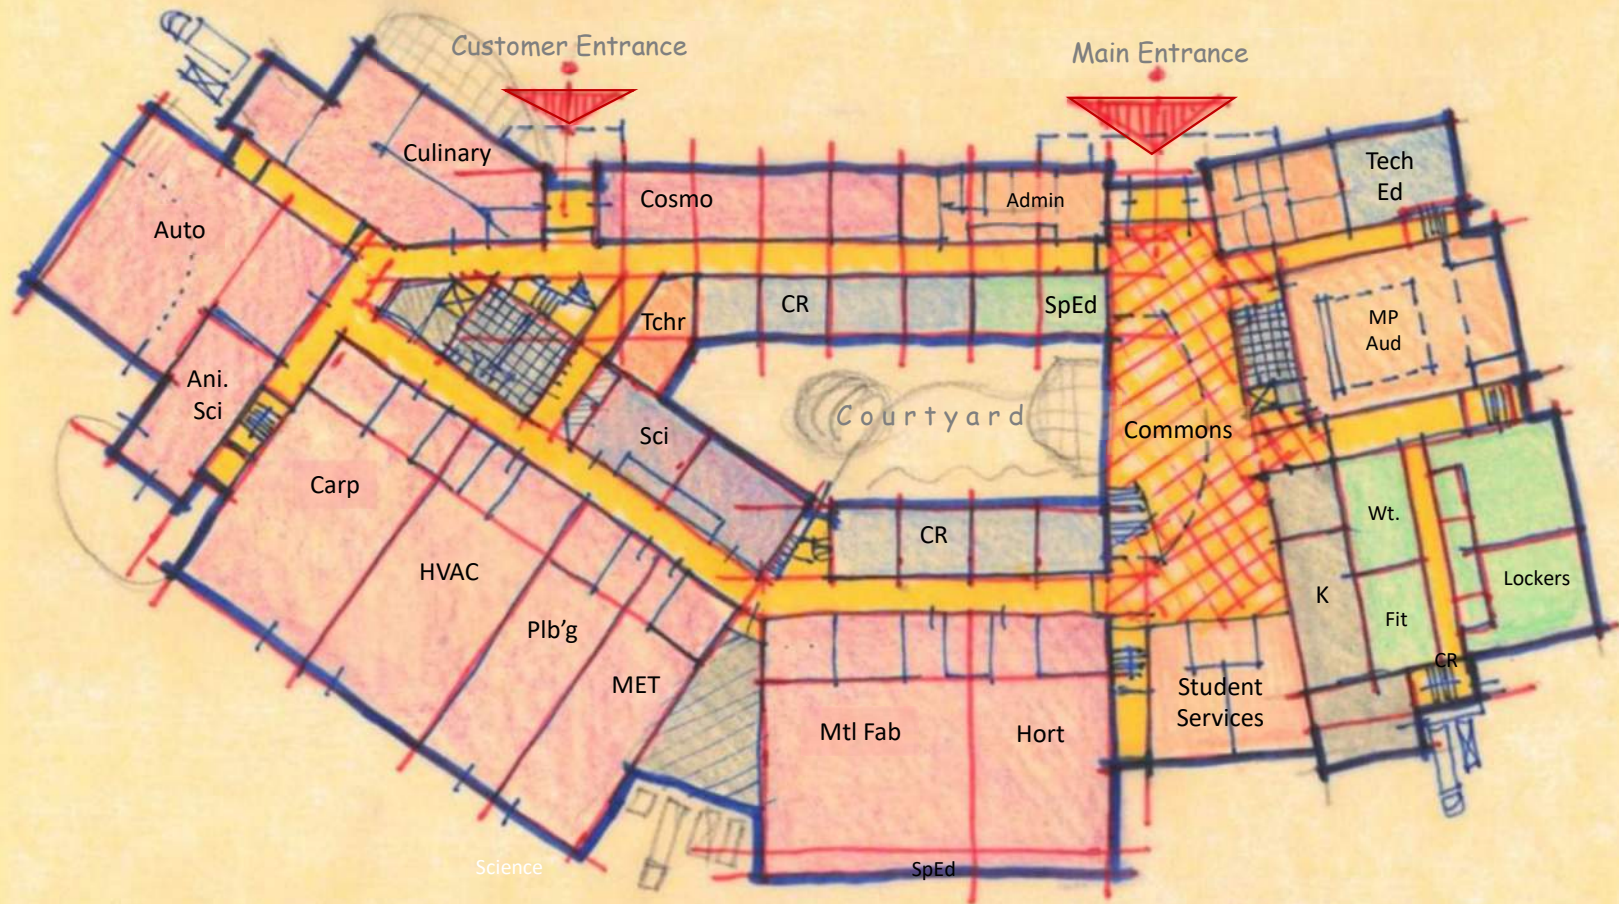 Customer Entrance
Main Entrance
Culinary
Tech
Ed
Cosmo
Admin
Auto
CR
SpEd
Tchr
MP
Aud
Ani.
Sci
Courtyard
Commons
Sci
Carp
Wt.
CR
HVAC
Lockers
K
Fit
Plb'g
CR
MET
Student
Services
Mtl Fab
Hort
Science
SpEd